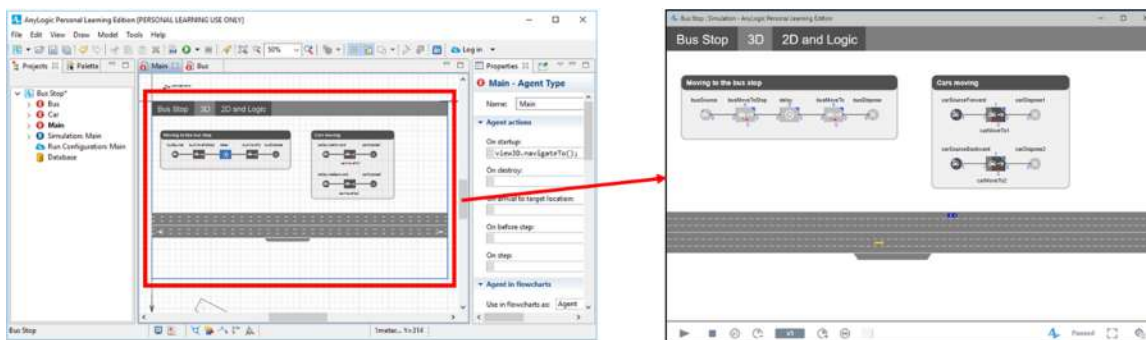 AnyLogic Personal Learning Edition [PERSONAL LEARNING USE ONLY]
File Edit View Draw Model Tools Help
50%
Log in
Projects
Palette
Main
Bus
Properties
Bus Stop*
Bus
Car
Main
Simulation: Main
Run Configuration: Main
Database
Bus Stop 3D 2D and Logic
Moving to the bus stop
Cars moving
Main - Agent Type
Name: Main
Agent actions
On startup:
view3D.navigateTo();
On destroy:
On arrival to target location:
On before step:
On step:
Agent in flowcharts
Use in flowcharts as: Agent
Bus Stop
Bus Stop : Simulation - AnyLogic Personal Learning Edition
Bus Stop 3D 2D and Logic
Moving to the bus stop
busSource busMoveToStop delay busMoveTo busDispose
Cars moving
carSourceForward carDispose1
carMoveTo1
carSourceBackward carDispose2
carMoveTo2
x1
Paused